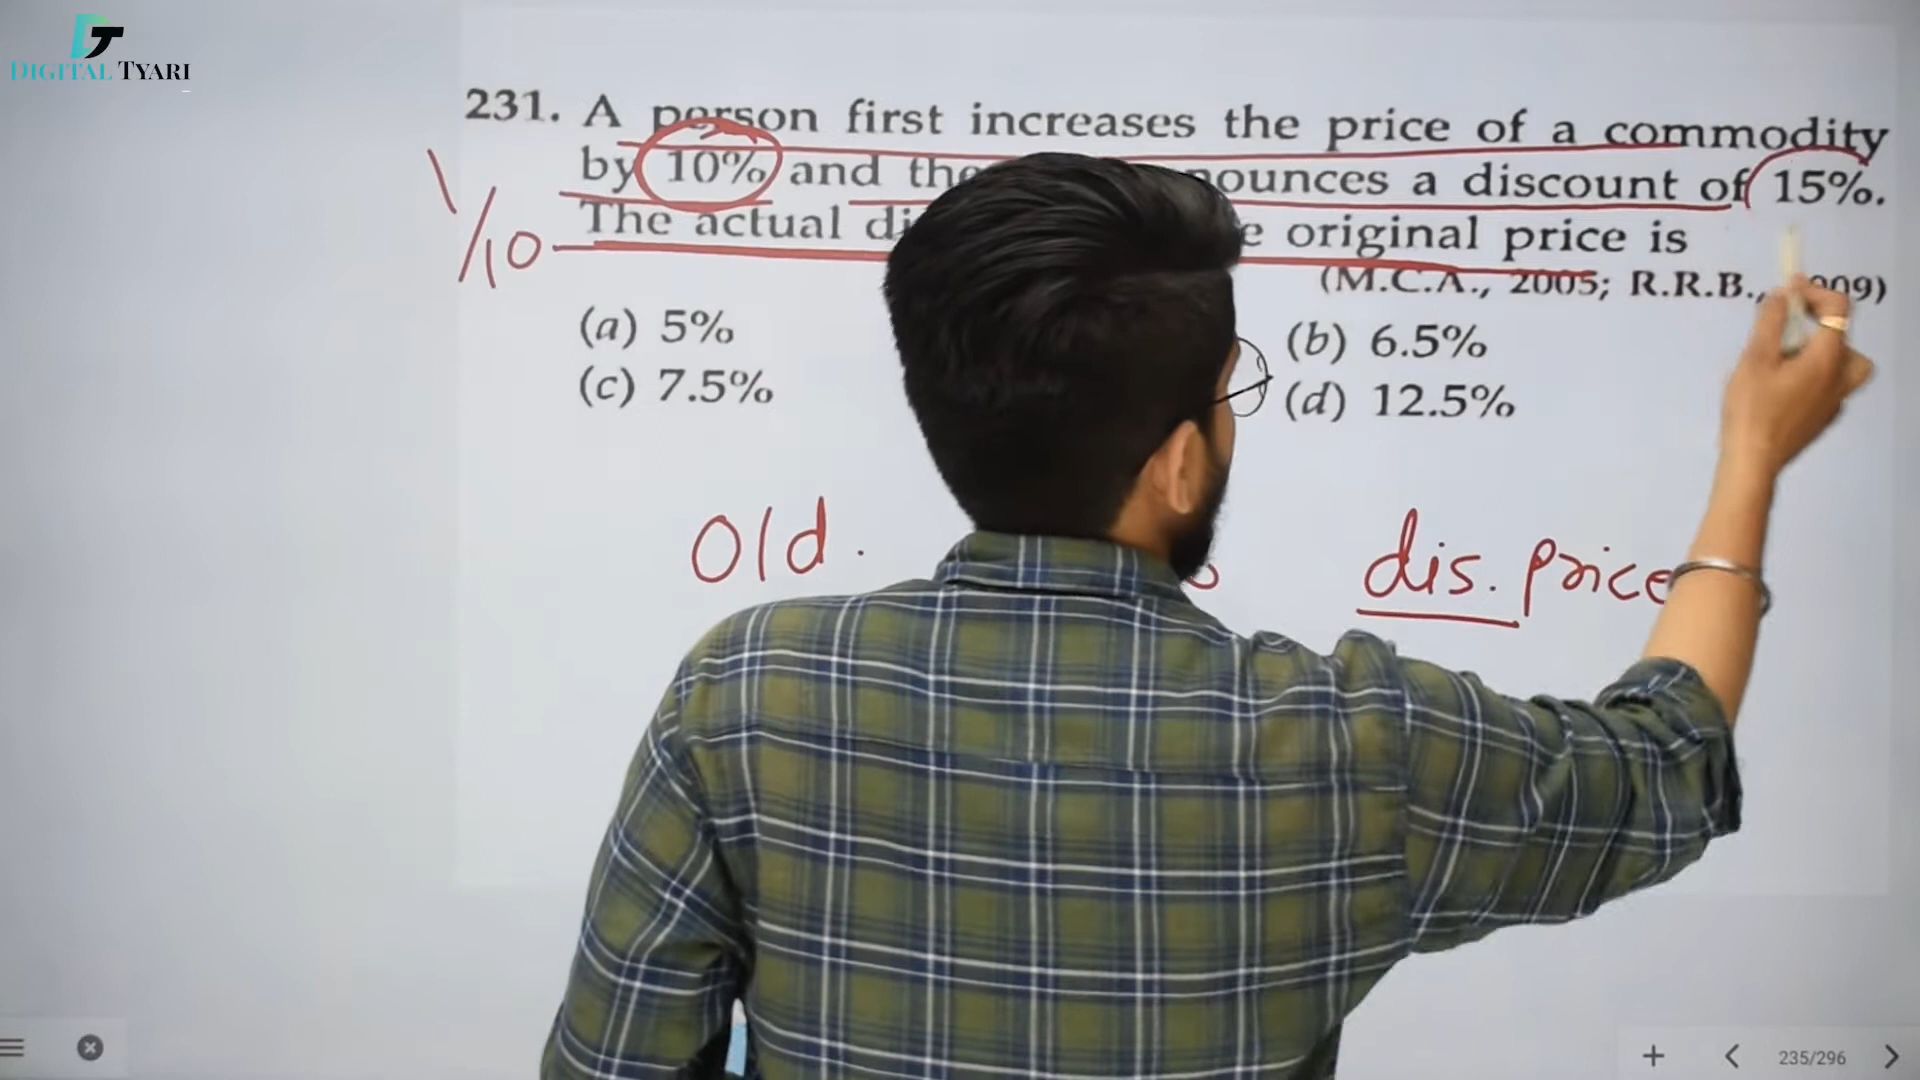 DIGITAL TYARI
231. A person first increases the price of a commodity
by 10% and the ounces a discount of 15%.
The actual di e original price is
(M.C.A., 2005; R.R.B., 009)
(a) 5% (b) 6.5%
(c) 7.5% (d) 12.5%
1/10
Old. dis. price
235/296